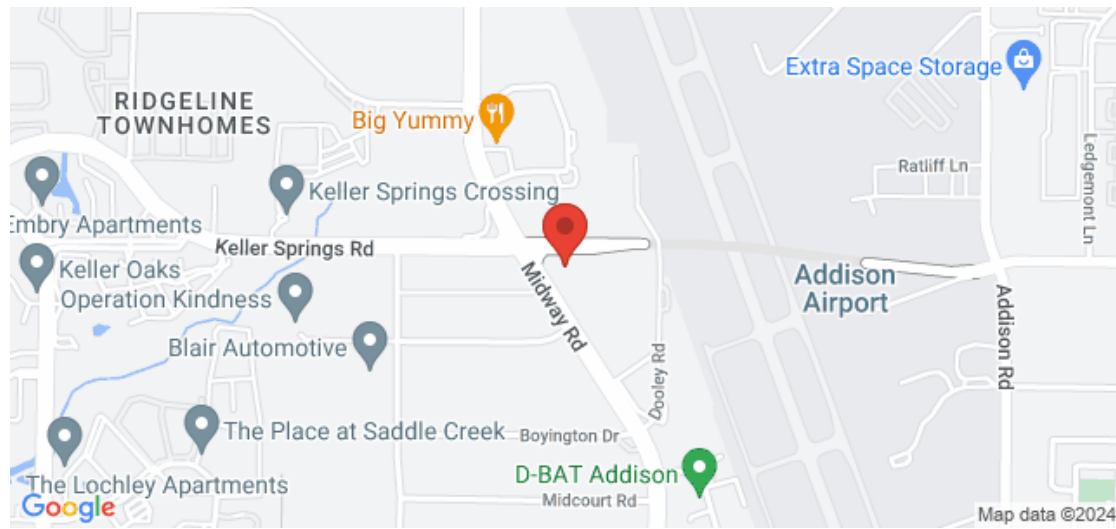 Extra Space Storage
RIDGELINE
TOWNHOMES
Big Yummy
Ratliff Ln
Ledgemont Ln
Keller Springs Crossing
Embry Apartments
Keller Springs Rd
Keller Oaks
Operation Kindness
Midway Rd
Addison
Airport
Addison Rd
Blair Automotive
Dooley Rd
The Place at Saddle Creek
Boyington Dr
D-BAT Addison
The Lochley Apartments
Midcourt Rd
Google
Map data ©2024